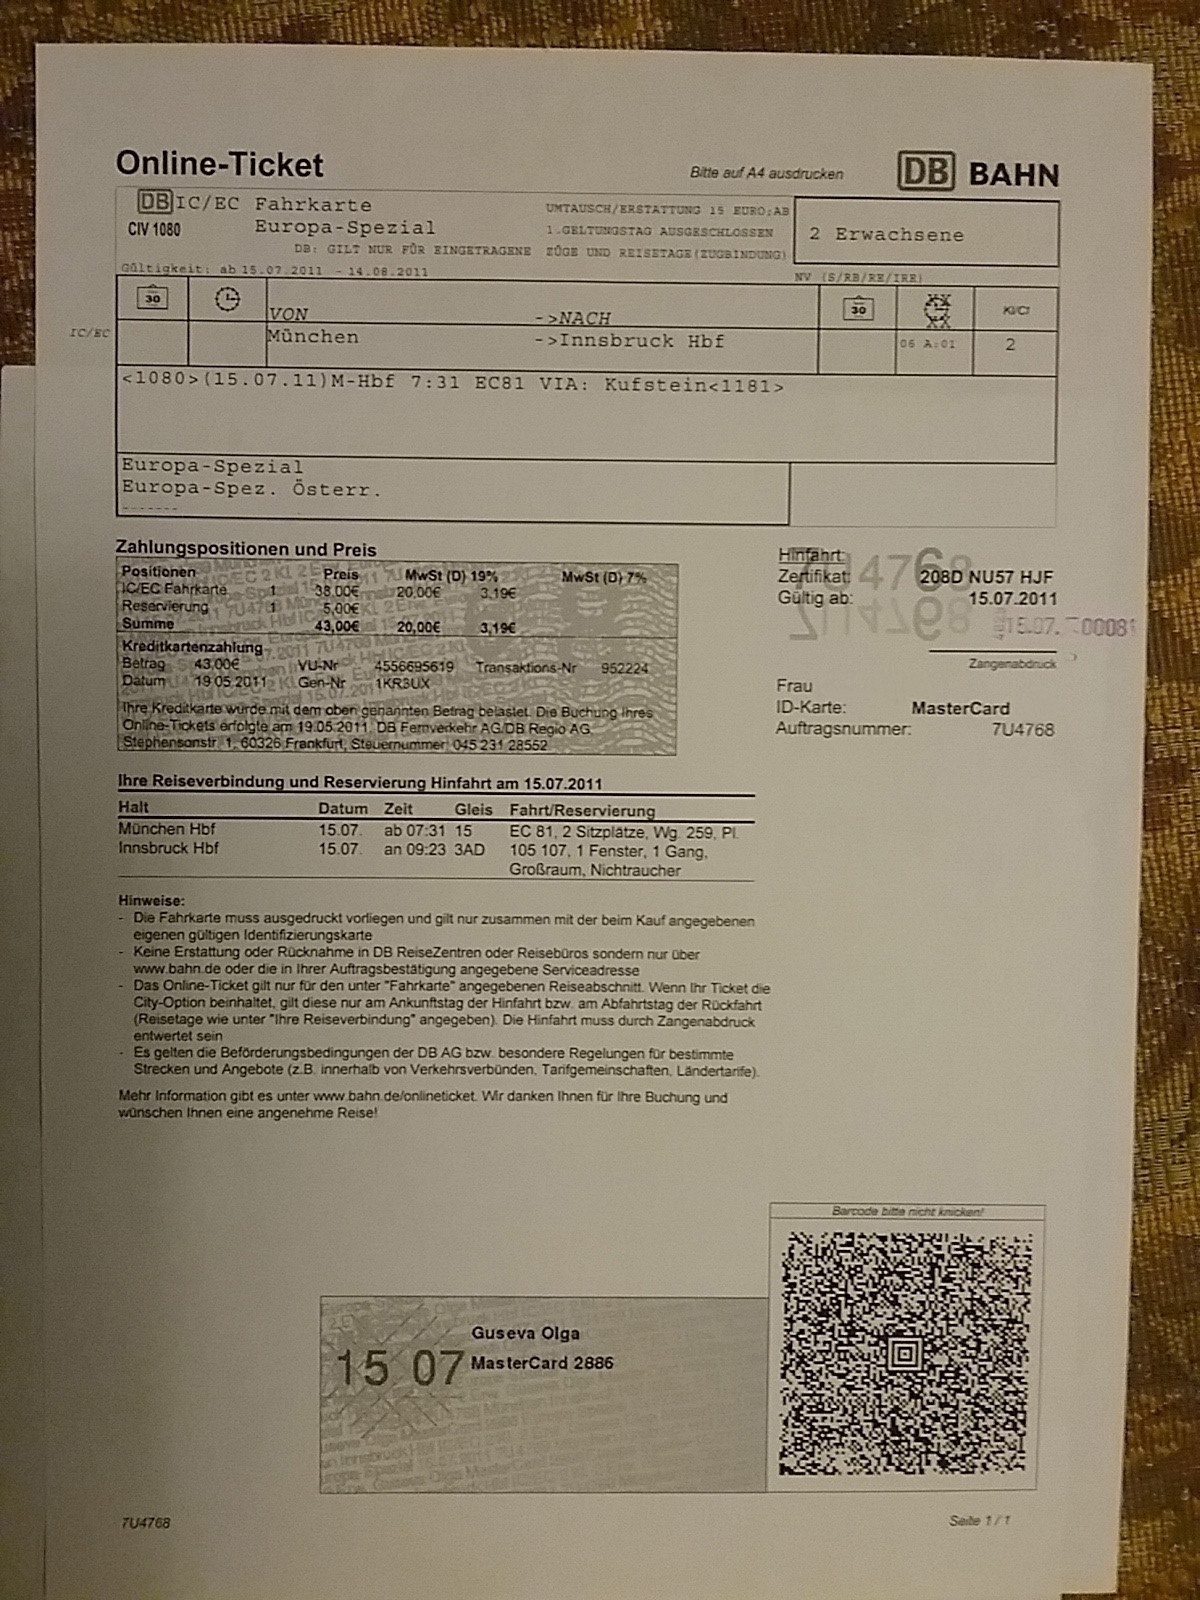 Online-Ticket
Bitte auf A4 ausdrucken
DB BAHN
DB IC/EC Fahrkarte
UMTAUSCH/ERSTATTUNG 15 EURO;AB
CIV 1080 Europa-Spezial
1.GELTUNGSTAG AUSGESCHLOSSEN
2 Erwachsene
DB: GILT NUR FÜR EINGETRAGENE ZÜGE UND REISETAGE(ZUGBINDUNG)
Gültigkeit: ab 15.07.2011 - 14.08.2011
NV (S/RB/RE/IRE)
30 VON ->NACH 30 Kl/Cl
IC/EC München ->Innsbruck Hbf 06 A:01 2
<1080>(15.07.11)M-Hbf 7:31 EC81 VIA: Kufstein<1181>
Europa-Spezial
Europa-Spez. Österr.
-------
Zahlungspositionen und Preis
Positionen Preis MwSt (D) 19% MwSt (D) 7%
IC/EC Fahrkarte 1 38,00€ 20,00€ 3,19€
Reservierung 1 5,00€
Summe 43,00€ 20,00€ 3,19€
Kreditkartenzahlung
Betrag 43,00€ VU-Nr 4556695619 Transaktions-Nr 952224
Datum 19.05.2011 Gen-Nr 1KR3UX
Ihre Kreditkarte wurde mit dem oben genannten Betrag belastet. Die Buchung Ihres
Online-Tickets erfolgte am 19.05.2011. DB Fernverkehr AG/DB Regio AG,
Stephensonstr. 1, 60326 Frankfurt, Steuernummer: 045 231 28552
7U4768
Hinfahrt:
Zertifikat: 208D NU57 HJF
Gültig ab: 15.07.2011
7U4768
15.07. 00081
Zangenabdruck
Frau
ID-Karte: MasterCard
Auftragsnummer: 7U4768
Ihre Reiseverbindung und Reservierung Hinfahrt am 15.07.2011
Halt Datum Zeit Gleis Fahrt/Reservierung
München Hbf 15.07. ab 07:31 15 EC 81, 2 Sitzplätze, Wg. 259, Pl.
Innsbruck Hbf 15.07. an 09:23 3AD 105 107, 1 Fenster, 1 Gang,
Großraum, Nichtraucher
Hinweise:
- Die Fahrkarte muss ausgedruckt vorliegen und gilt nur zusammen mit der beim Kauf angegebenen
eigenen gültigen Identifizierungskarte
- Keine Erstattung oder Rücknahme in DB ReiseZentren oder Reisebüros sondern nur über
www.bahn.de oder die in Ihrer Auftragsbestätigung angegebene Serviceadresse
- Das Online-Ticket gilt nur für den unter "Fahrkarte" angegebenen Reiseabschnitt. Wenn Ihr Ticket die
City-Option beinhaltet, gilt diese nur am Ankunftstag der Hinfahrt bzw. am Abfahrtstag der Rückfahrt
(Reisetage wie unter "Ihre Reiseverbindung" angegeben). Die Hinfahrt muss durch Zangenabdruck
entwertet sein
- Es gelten die Beförderungsbedingungen der DB AG bzw. besondere Regelungen für bestimmte
Strecken und Angebote (z.B. innerhalb von Verkehrsverbünden, Tarifgemeinschaften, Ländertarife).
Mehr Information gibt es unter www.bahn.de/onlineticket. Wir danken Ihnen für Ihre Buchung und
wünschen Ihnen eine angenehme Reise!
Barcode bitte nicht knicken!
Guseva Olga
15 07 MasterCard 2886
7U4768
Seite 1 / 1